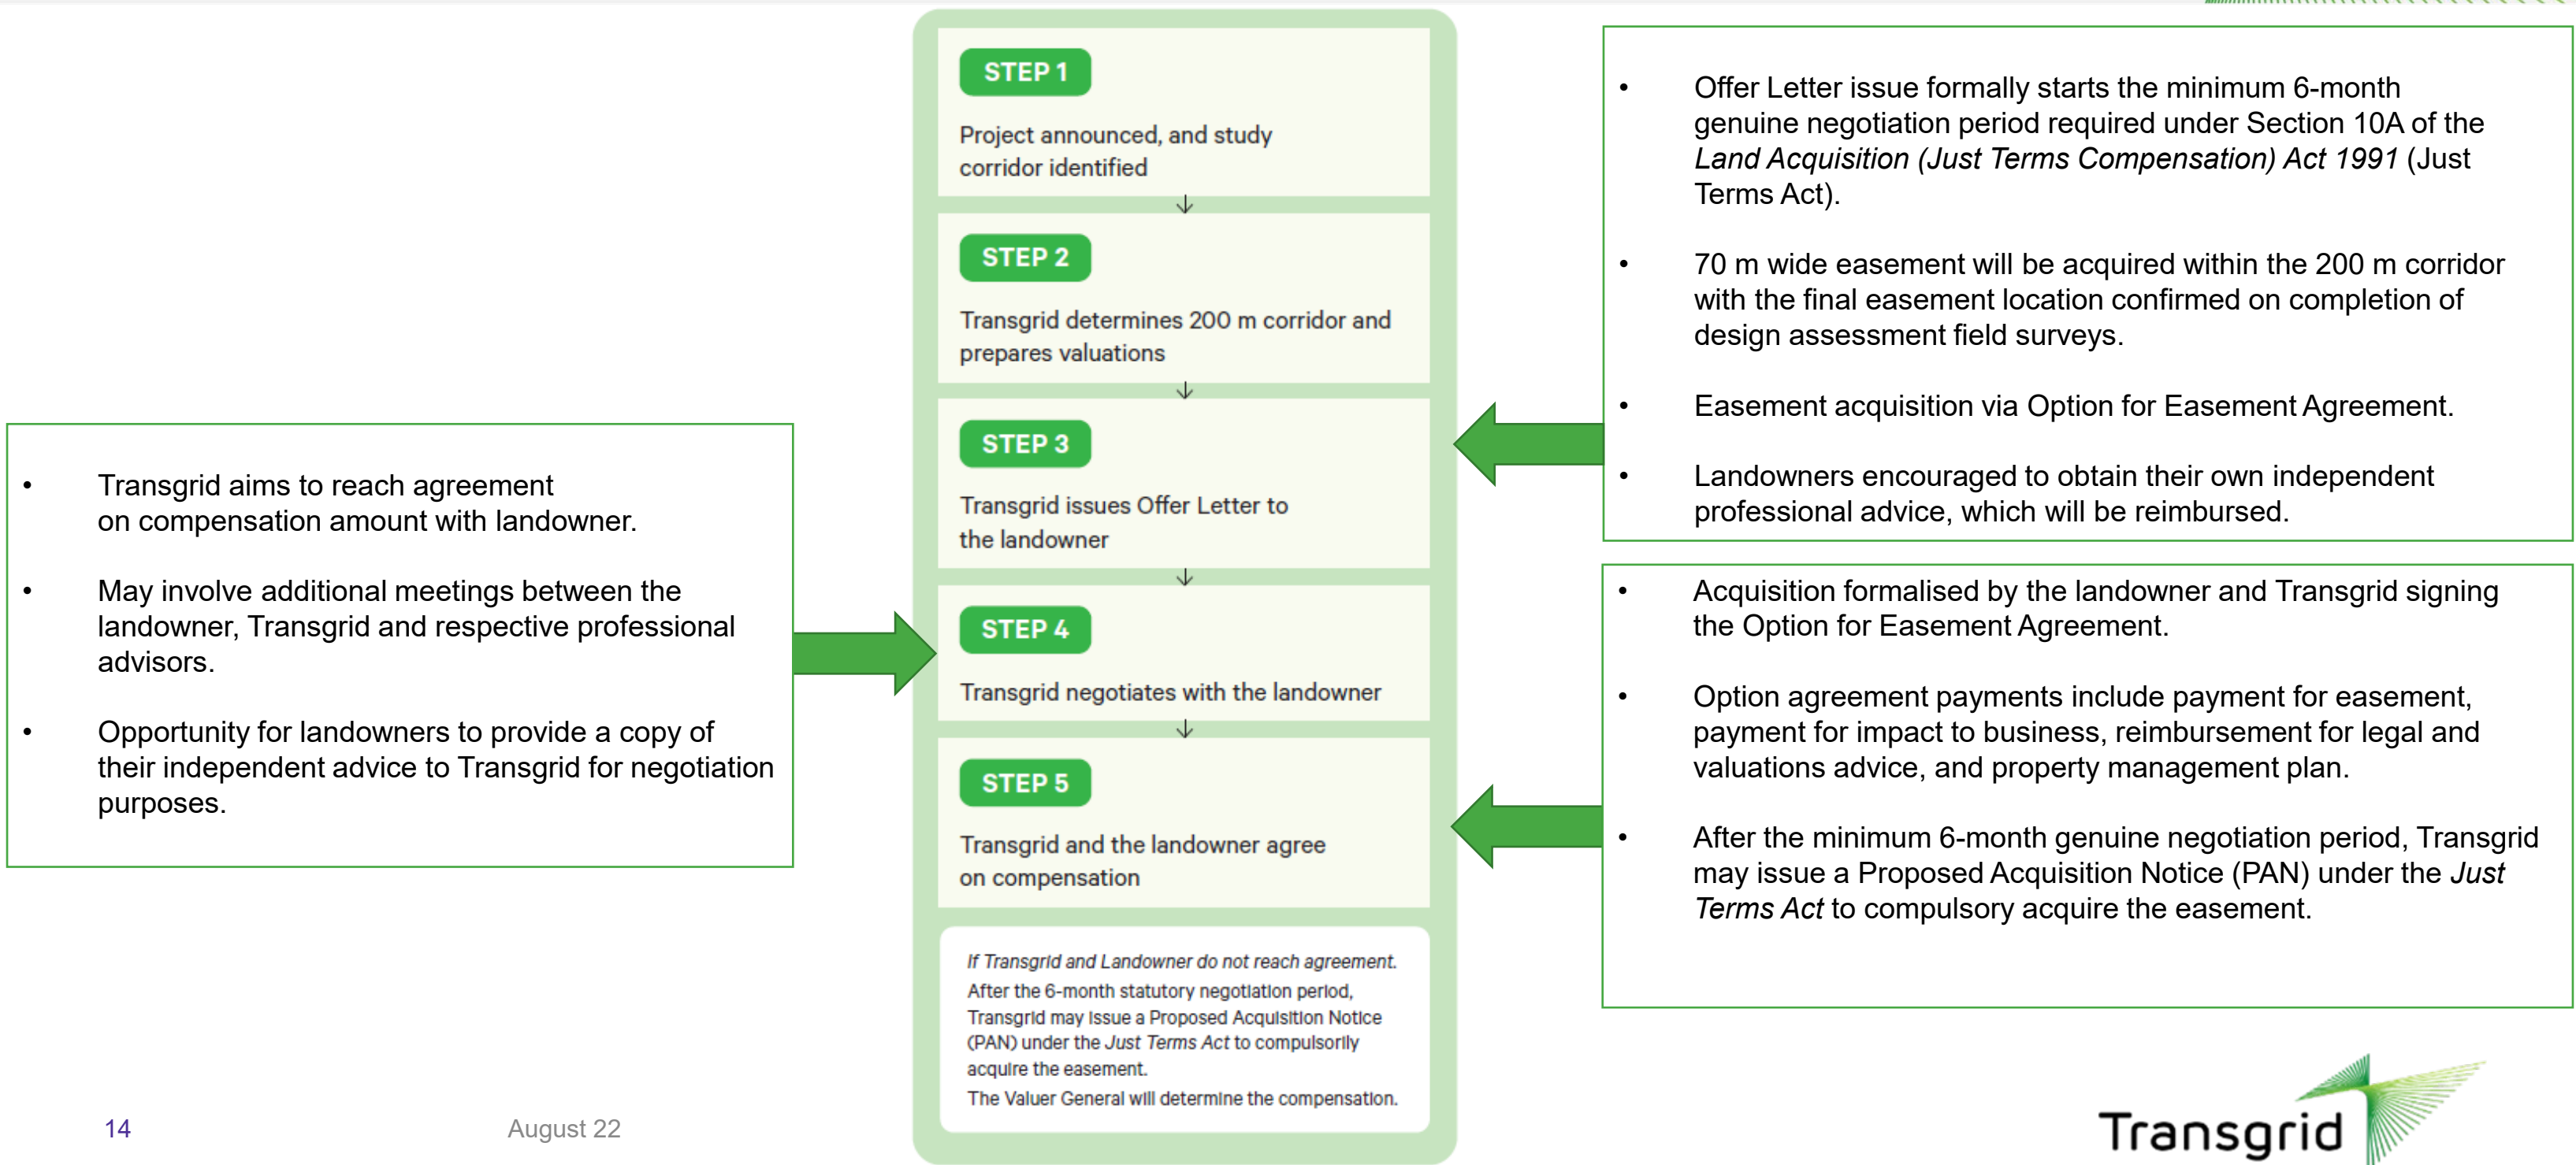 STEP 1
Project announced, and study
corridor identified
STEP 2
Transgrid determines 200 m corridor and
prepares valuations
STEP 3
Transgrid issues Offer Letter to
the landowner
STEP 4
Transgrid negotiates with the landowner
STEP 5
Transgrid and the landowner agree
on compensation
If Transgrid and Landowner do not reach agreement.
After the 6-month statutory negotiation period,
Transgrid may issue a Proposed Acquisition Notice
(PAN) under the Just Terms Act to compulsorily
acquire the easement.
The Valuer General will determine the compensation.
• Offer Letter issue formally starts the minimum 6-month
genuine negotiation period required under Section 10A of the
Land Acquisition (Just Terms Compensation) Act 1991 (Just
Terms Act).
• 70 m wide easement will be acquired within the 200 m corridor
with the final easement location confirmed on completion of
design assessment field surveys.
• Easement acquisition via Option for Easement Agreement.
• Landowners encouraged to obtain their own independent
professional advice, which will be reimbursed.
• Transgrid aims to reach agreement
on compensation amount with landowner.
• May involve additional meetings between the
landowner, Transgrid and respective professional
advisors.
• Opportunity for landowners to provide a copy of
their independent advice to Transgrid for negotiation
purposes.
• Acquisition formalised by the landowner and Transgrid signing
the Option for Easement Agreement.
• Option agreement payments include payment for easement,
payment for impact to business, reimbursement for legal and
valuations advice, and property management plan.
• After the minimum 6-month genuine negotiation period, Transgrid
may issue a Proposed Acquisition Notice (PAN) under the Just
Terms Act to compulsory acquire the easement.
14
August 22
Transgrid